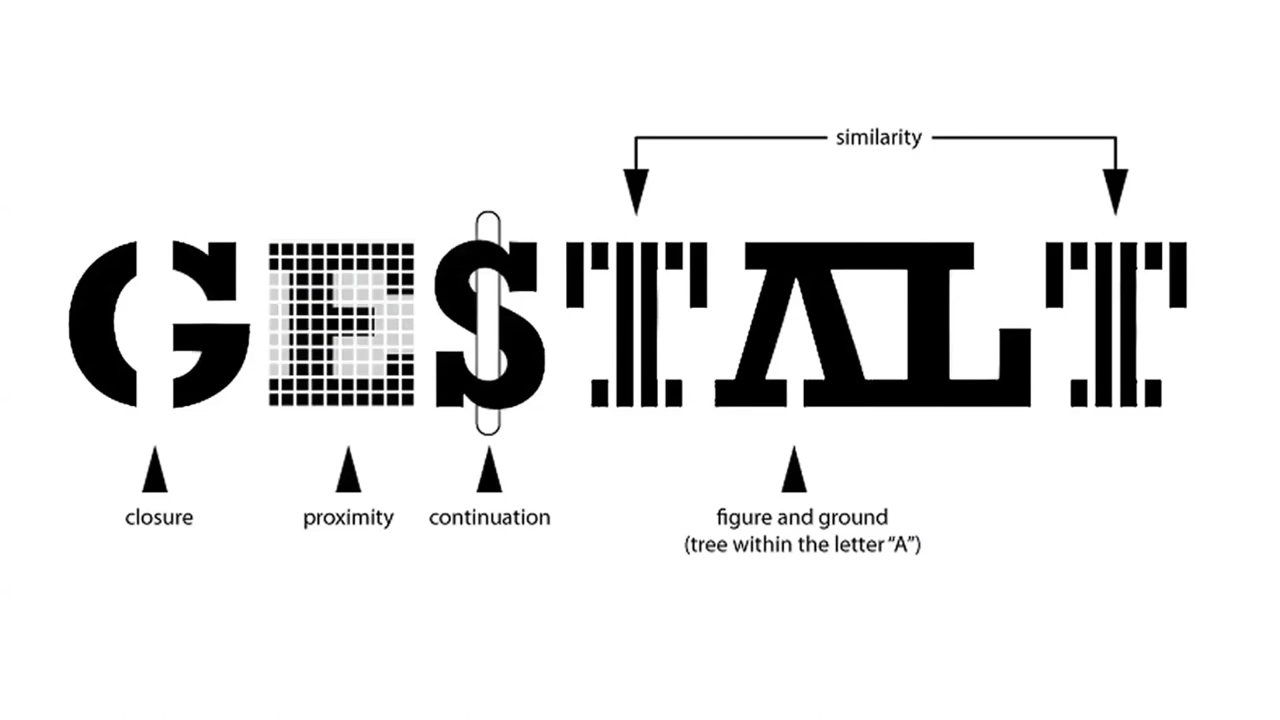 similarity
GESTALT
closure
proximity
continuation
figure and ground
(tree within the letter “A”)